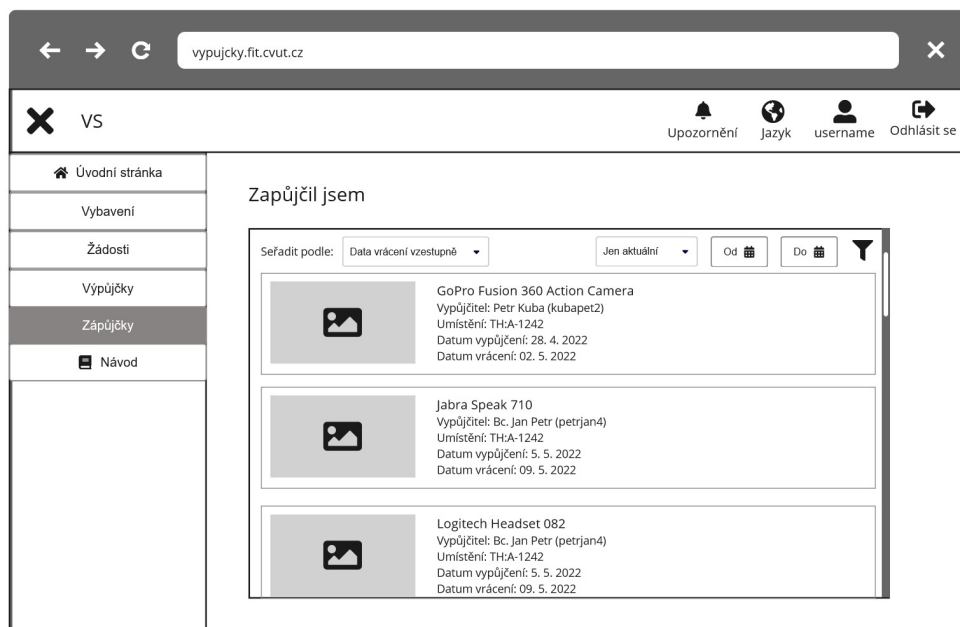 vypujcky.fit.cvut.cz
VS
Upozornění
Jazyk
username
Odhlásit se
Úvodní stránka
Vybavení
Žádosti
Výpůjčky
Zápůjčky
Návod
Zapůjčil jsem
Seřadit podle:
Data vrácení vzestupně
Jen aktuální
Od
Do
GoPro Fusion 360 Action Camera
Vypůjčitel: Petr Kuba (kubapet2)
Umístění: TH:A-1242
Datum vypůjčení: 28. 4. 2022
Datum vrácení: 02. 5. 2022
Jabra Speak 710
Vypůjčitel: Bc. Jan Petr (petrjan4)
Umístění: TH:A-1242
Datum vypůjčení: 5. 5. 2022
Datum vrácení: 09. 5. 2022
Logitech Headset 082
Vypůjčitel: Bc. Jan Petr (petrjan4)
Umístění: TH:A-1242
Datum vypůjčení: 5. 5. 2022
Datum vrácení: 09. 5. 2022